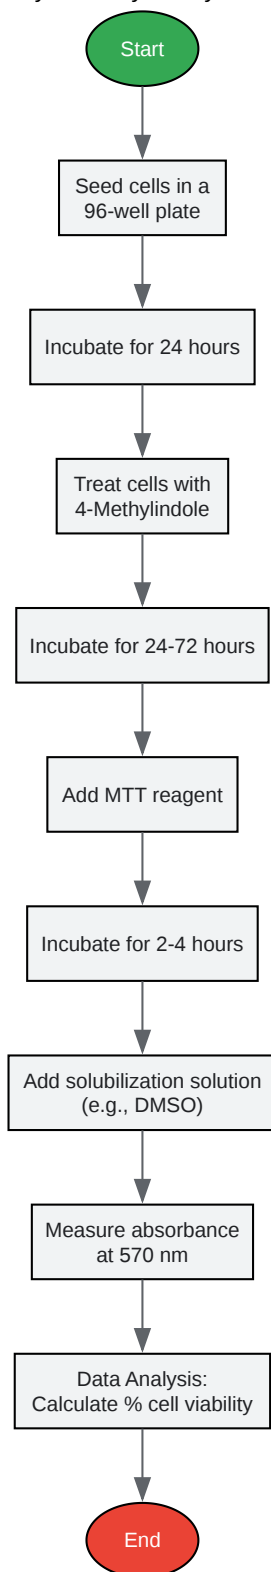 Start
Seed cells in a
96-well plate
Incubate for 24 hours
Treat cells with
4-Methylindole
Incubate for 24-72 hours
Add MTT reagent
Incubate for 2-4 hours
Add solubilization solution
(e.g., DMSO)
Measure absorbance
at 570 nm
Data Analysis:
Calculate % cell viability
End